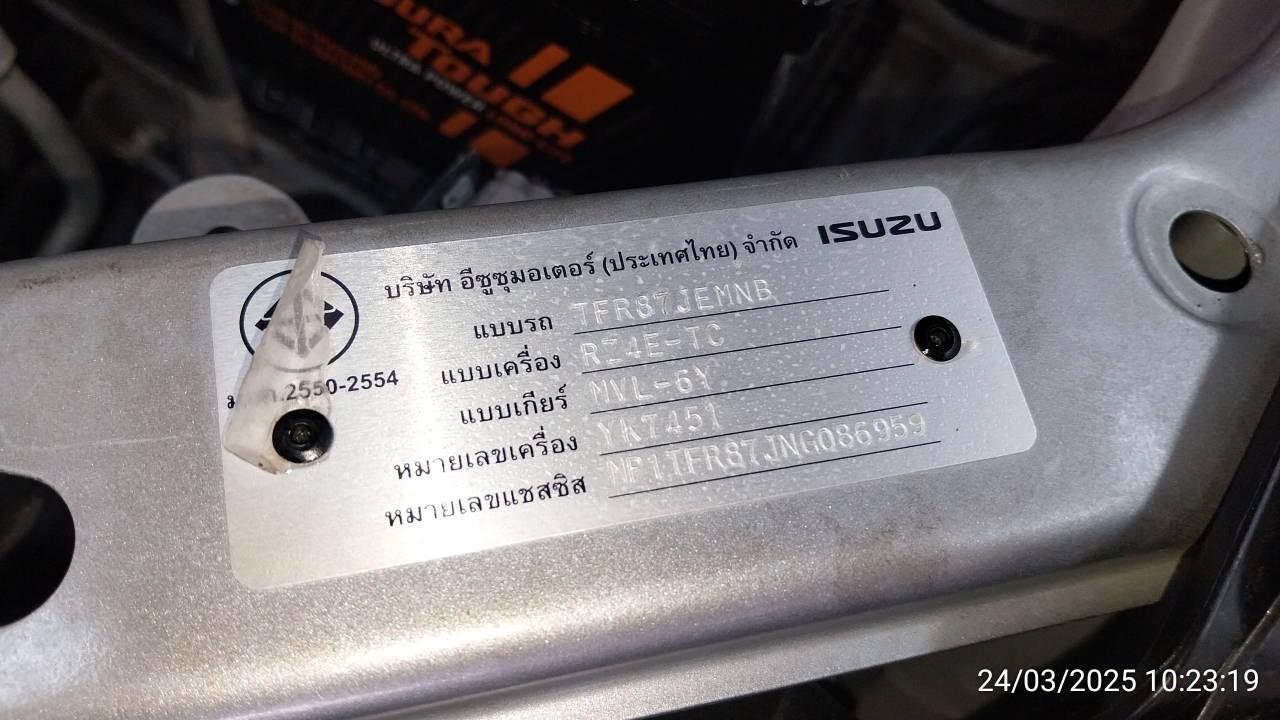 DURA
TOUGH
ULTRA POWER
บริษัท อีซูซุมอเตอร์ (ประเทศไทย) จำกัด ISUZU
2550-2554
แบบรถ TFR87JEMNB
แบบเครื่อง RZ4E-TC
แบบเกียร์ MVL-6Y
หมายเลขเครื่อง YK7451
หมายเลขแชสซิส MP1TFR87JNG086959
24/03/2025 10:23:19